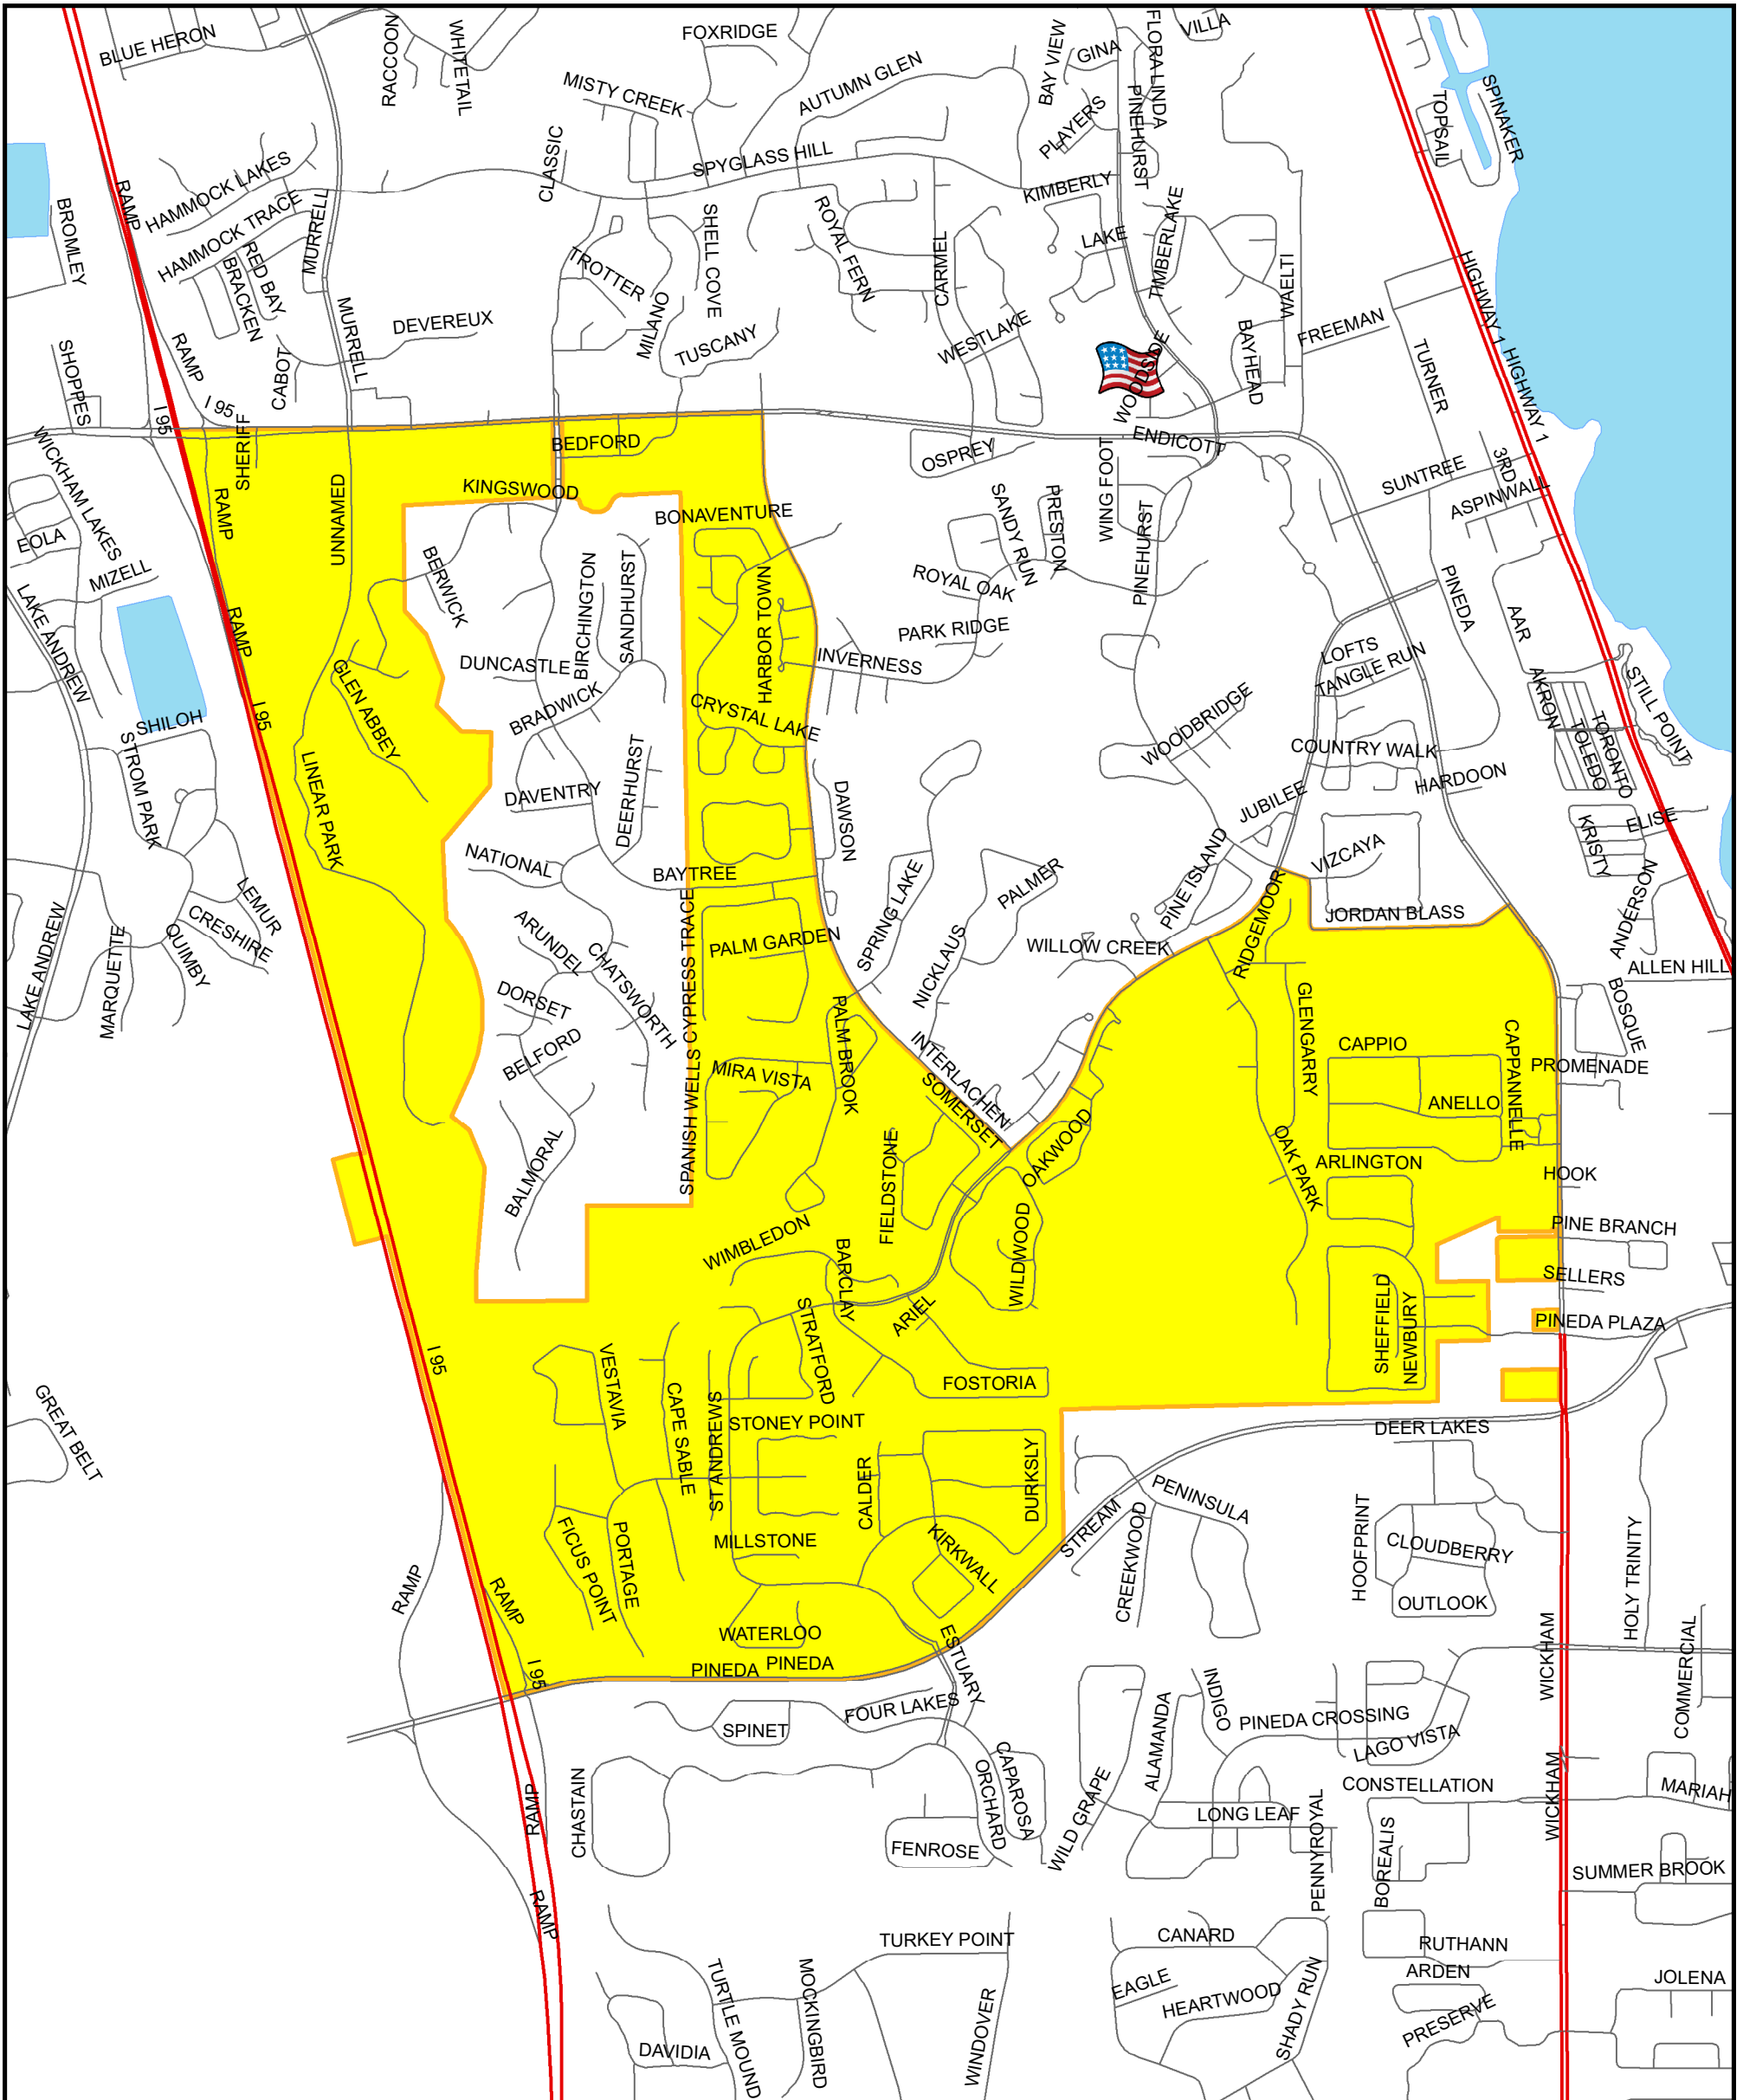 BLUE HERON
RACCOON
WHITETAIL
FOXRIDGE
MISTY CREEK
AUTUMN GLEN
BAY VIEW
GINA
FLORA LINDA
VILLA
PLAYERS
PINEHURST
TOPSAIL
SPINAKER
HAMMOCK LAKES
CLASSIC
SPYGLASS HILL
KIMBERLY
RAMP
BROMLEY
HAMMOCK TRACE
RED BAY
BRACKEN
MURRELL
TROTTER
SHELL COVE
ROYAL FERN
CARMEL
LAKE
TIMBERLAKE
WAELTI
HIGHWAY 1
HIGHWAY 1
FREEMAN
MURRELL
DEVEREUX
MILANO
TUSCANY
WESTLAKE
WOODSIDE
BAYHEAD
TURNER
SHOPPES
RAMP
CABOT
I 95
I 95
SHERIFF
BEDFORD
OSPREY
ENDICOTT
WING FOOT
SUNTREE
3RD
ASPINWALL
WICKHAM LAKES
EOLA
MIZELL
RAMP
UNNAMED
KINGSWOOD
BONAVENTURE
SANDY RUN
PRESTON
PINEHURST
ROYAL OAK
PARK RIDGE
BERWICK
BIRCHINGTON
SANDHURST
HARBOR TOWN
INVERNESS
LAKE ANDREW
RAMP
I 95
SHILOH
STROM PARK
GLEN ABBEY
DUNCASTLE
BRADWICK
CRYSTAL LAKE
LOFTS
TANGLE RUN
PINEDA
AAR
AKRON
TOLEDO
TORONTO
STILL POINT
WOODBRIDGE
COUNTRY WALK
HARDOON
LINEAR PARK
DAVENTRY
DEERHURST
DAWSON
JUBILEE
VIZCAYA
KRISTY
ELISE
NATIONAL
BAYTREE
PINE ISLAND
RIDGEMOOR
JORDAN BLASS
ANDERSON
ALLEN HILL
LEMUR
CRESHIRE
QUIMBY
MARQUETTE
LAKE ANDREW
ARUNDEL
CHATSWORTH
DORSET
BELFORD
SPANISH WELLS CYPRESS TRACE
PALM GARDEN
SPRING LAKE
PALMER
NICKLAUS
WILLOW CREEK
PALM BROOK
MIRA VISTA
INTERLACHEN
SOMERSET
GLENGARRY
CAPPIO
CAPPANNELLE
ANELLO
BOSQUE
PROMENADE
BALMORAL
FIELDSTONE
OAKWOOD
OAK PARK
ARLINGTON
HOOK
WIMBLEDON
BARCLAY
WILDWOOD
PINE BRANCH
SELLERS
PINEDA PLAZA
STRATFORD
ARIEL
SHEFFIELD
NEWBURY
I 95
VESTAVIA
CAPE SABLE
ST ANDREWS
STONEY POINT
FOSTORIA
DEER LAKES
GREAT BELT
CALDER
DURKSLY
STREAM
PENINSULA
CREEKWOOD
HOOFPRINT
CLOUDBERRY
OUTLOOK
HOLY TRINITY
FICUS POINT
PORTAGE
MILLSTONE
KIRKWALL
RAMP
RAMP
WATERLOO
PINEDA
PINEDA
ESTUARY
I 95
WICKHAM
COMMERCIAL
SPINET
FOUR LAKES
INDIGO
ALAMANDA
PINEDA CROSSING
LAGO VISTA
RAMP
CHASTAIN
ORCHARD
CAPAROSA
WILD GRAPE
LONG LEAF
PENNYROYAL
CONSTELLATION
BOREALIS
WICKHAM
MARIAH
FENROSE
SUMMER BROOK
RAMP
TURKEY POINT
CANARD
RUTHANN
ARDEN
JOLENA
TURTLE MOUND
MOCKINGBIRD
WINDOVER
EAGLE
HEARTWOOD
SHADY RUN
PRESERVE
DAVIDIA